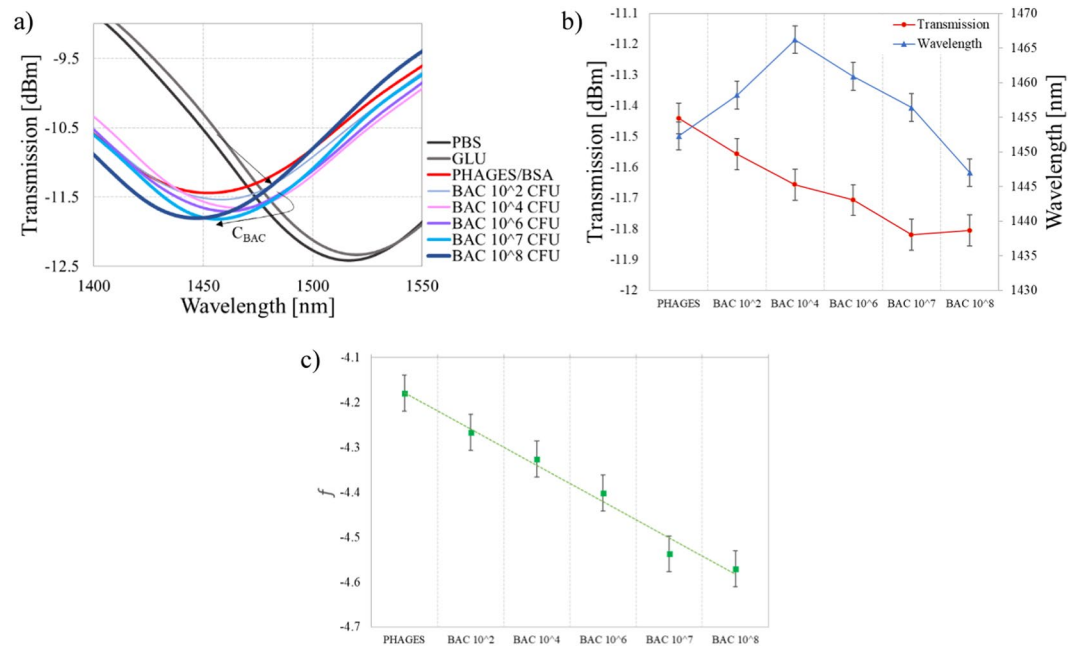 a)
Transmission [dBm]
-9.5
-10.5
-11.5
-12.5
1400
1450
1500
1550
Wavelength [nm]
C_BAC
PBS
GLU
PHAGES/BSA
BAC 10^2 CFU
BAC 10^4 CFU
BAC 10^6 CFU
BAC 10^7 CFU
BAC 10^8 CFU
b)
Transmission [dBm]
-11.1
-11.2
-11.3
-11.4
-11.5
-11.6
-11.7
-11.8
-11.9
-12
Transmission
Wavelength
1470
1465
1460
1455
1450
1445
1440
1435
1430
Wavelength [nm]
PHAGES
BAC 10^2
BAC 10^4
BAC 10^6
BAC 10^7
BAC 10^8
c)
f
-4.1
-4.2
-4.3
-4.4
-4.5
-4.6
-4.7
PHAGES
BAC 10^2
BAC 10^4
BAC 10^6
BAC 10^7
BAC 10^8